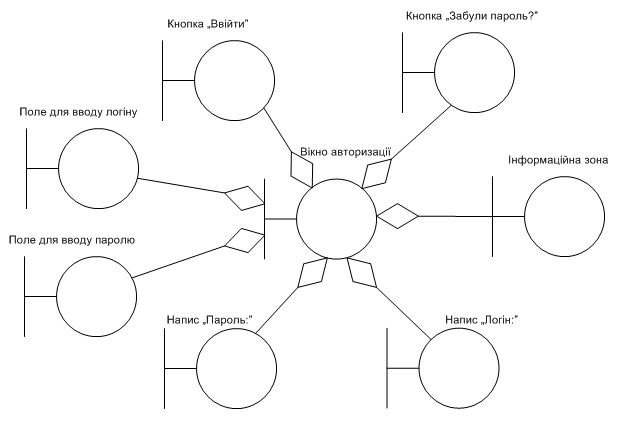 Кнопка „Ввійти”
Кнопка „Забули пароль?”
Поле для вводу логіну
Вікно авторизації
Інформаційна зона
Поле для вводу паролю
Напис „Пароль:”
Напис „Логін:”